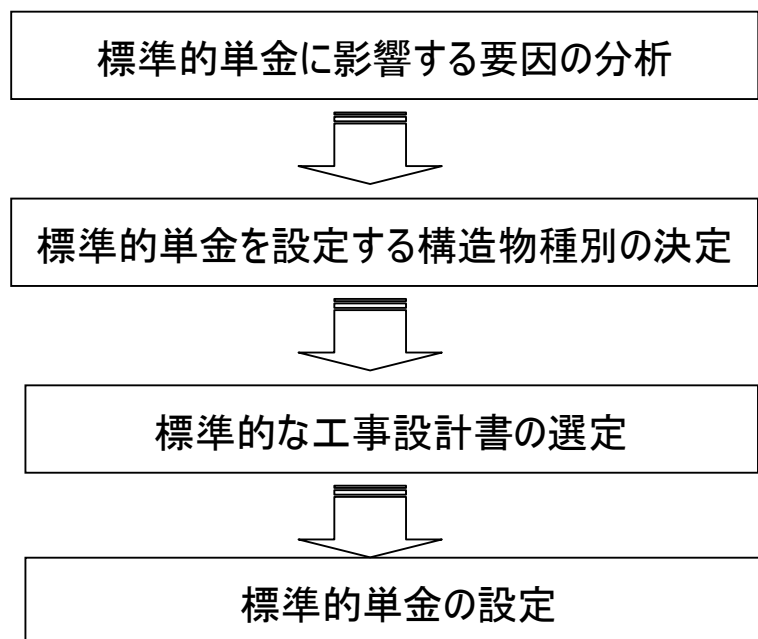 標準的単金に影響する要因の分析
標準的単金を設定する構造物種別の決定
標準的な工事設計書の選定
標準的単金の設定